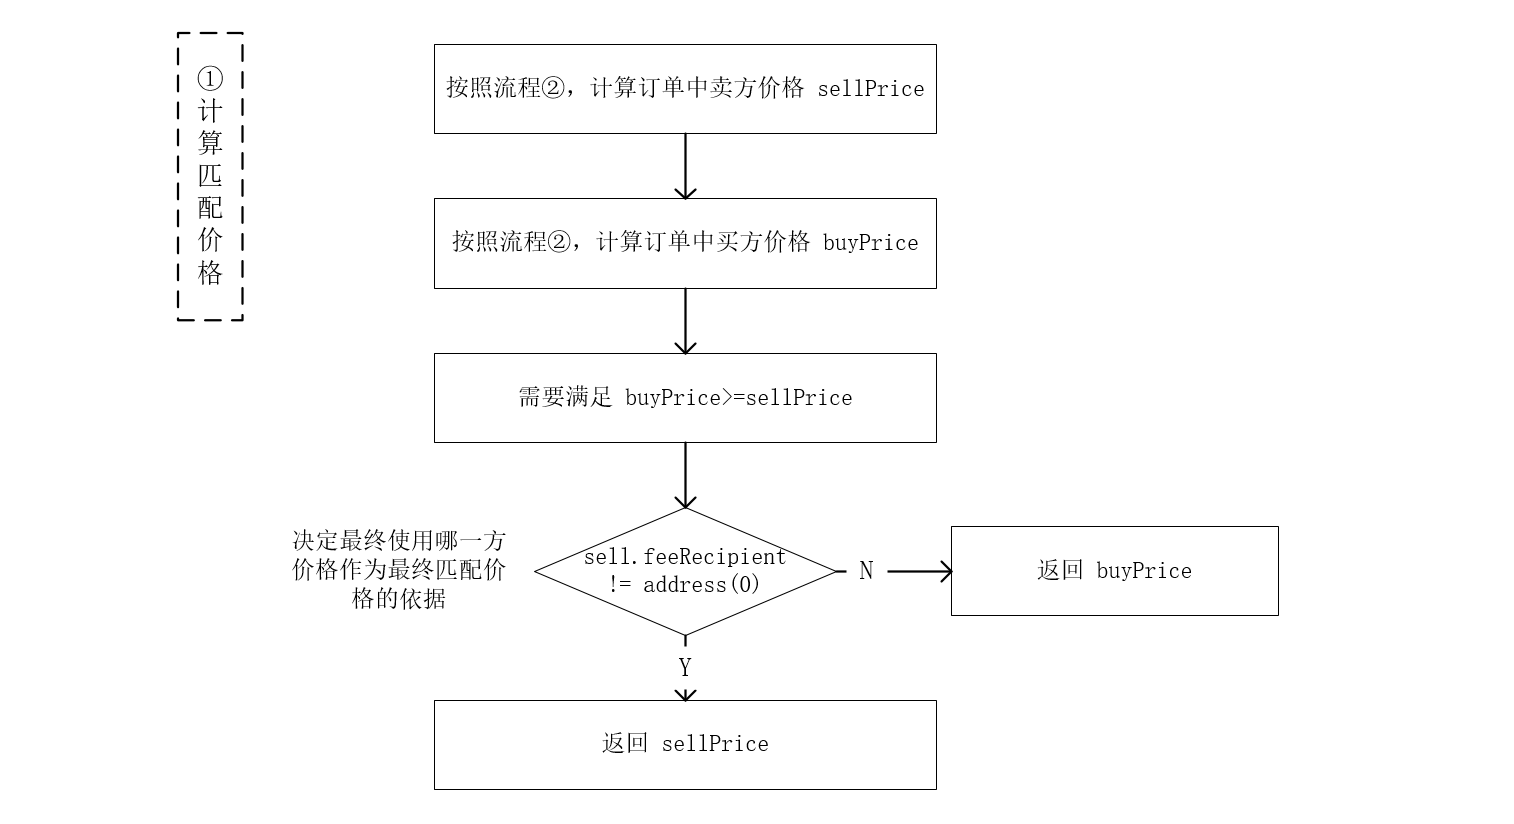 ①计算匹配价格
按照流程②，计算订单中卖方价格 sellPrice
按照流程②，计算订单中买方价格 buyPrice
需要满足 buyPrice>=sellPrice
决定最终使用哪一方
价格作为最终匹配价
格的依据
sell.feeRecipient
!= address(0)
N
返回 buyPrice
Y
返回 sellPrice